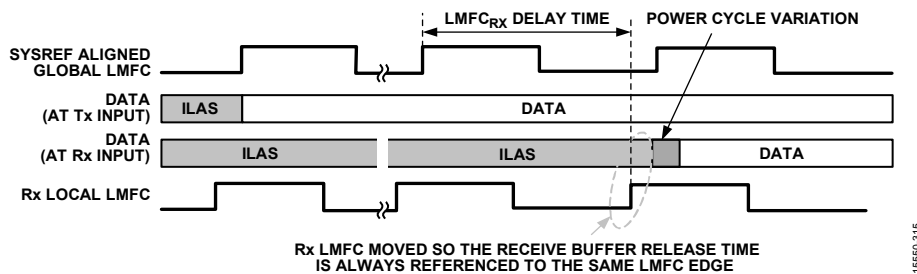 LMFCRX DELAY TIME
POWER CYCLE VARIATION
SYSREF ALIGNED
GLOBAL LMFC
DATA
(AT Tx INPUT)
ILAS
DATA
DATA
(AT Rx INPUT)
ILAS
ILAS
DATA
Rx LOCAL LMFC
Rx LMFC MOVED SO THE RECEIVE BUFFER RELEASE TIME
IS ALWAYS REFERENCED TO THE SAME LMFC EDGE
15550-315